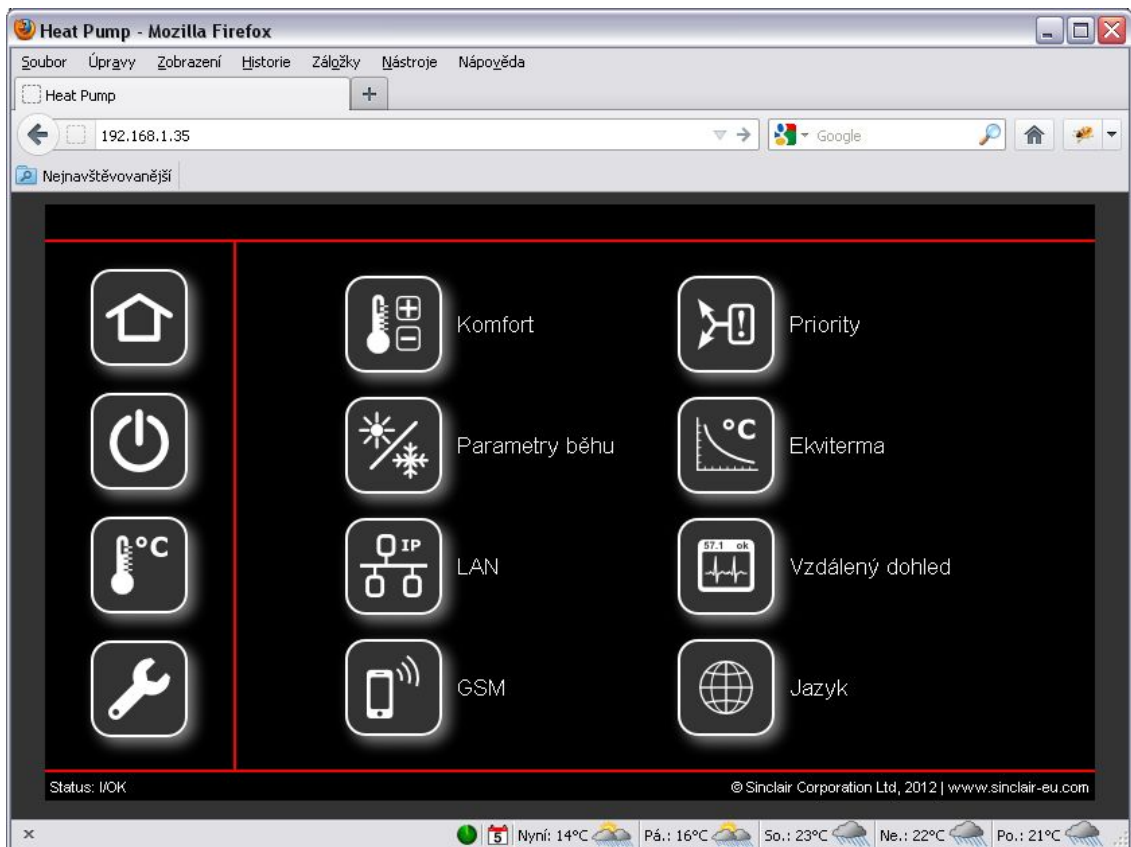 Heat Pump - Mozilla Firefox
Soubor Úpravy Zobrazení Historie Záložky Nástroje Nápověda
Heat Pump
192.168.1.35
Google
Nejnavštěvovanější
Komfort
Priority
Parametry běhu
°C
Ekviterma
°C
IP
LAN
57.1 ok
Vzdálený dohled
GSM
Jazyk
Status: I/OK
© Sinclair Corporation Ltd, 2012 | www.sinclair-eu.com
5 Nyní: 14°C Pá.: 16°C So.: 23°C Ne.: 22°C Po.: 21°C